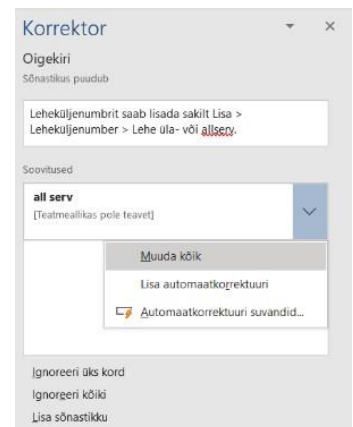 Korrektor
Õigekiri
Sõnastikus puudub
Leheküljenumbrit saab lisada sakilt Lisa >
Leheküljenumber > Lehe üla- või allserv.
Soovitused
all serv
[Teatmeallikas pole teavet]
Muuda kõik
Lisa automaatkorrektuuri
Automaatkorrektuuri suvandid...
Ignoreeri üks kord
Ignoreeri kõiki
Lisa sõnastikku